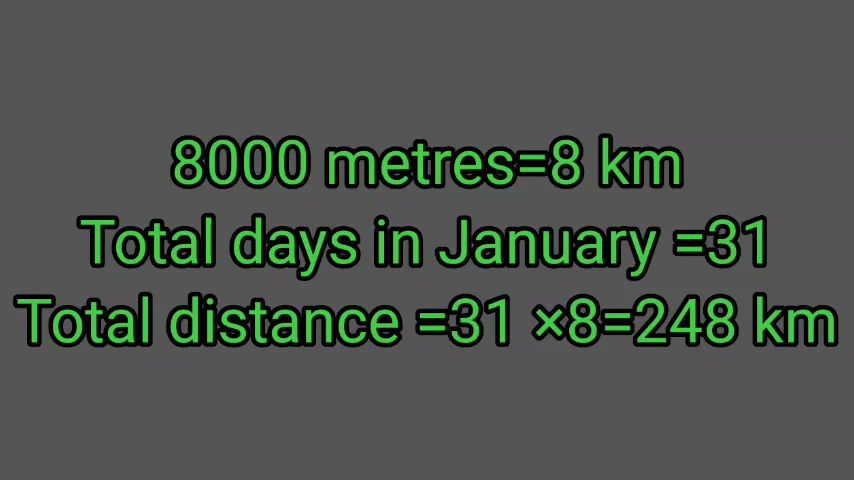 8000 metres=8 km
Total days in January =31
Total distance =31 ×8=248 km